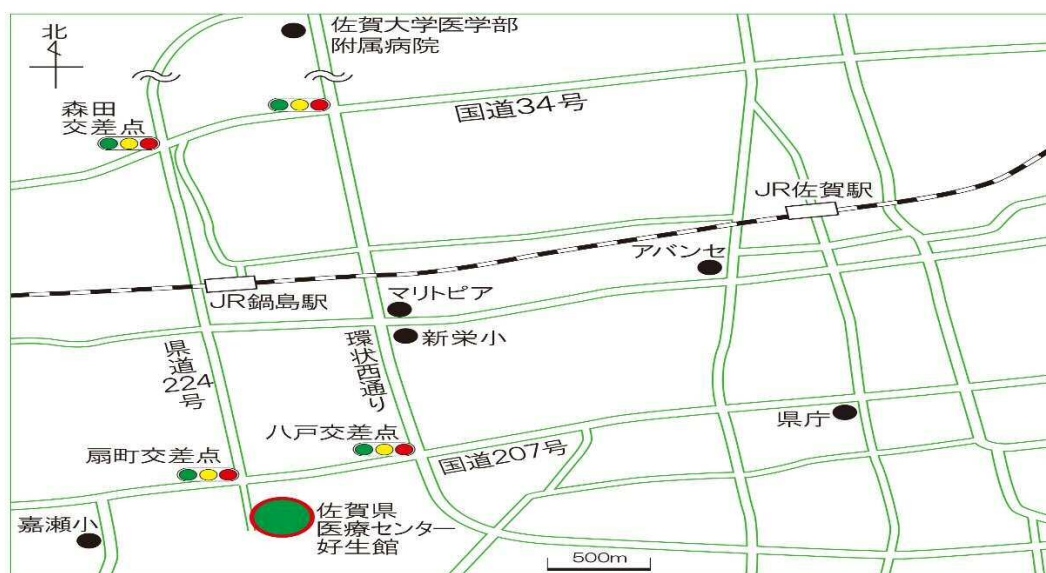 北
佐賀大学医学部
附属病院
森田
交差点
国道34号
JR佐賀駅
アバンセ
JR鍋島駅
マリトピア
新栄小
県道224号
環状西通り
県庁
八戸交差点
国道207号
扇町交差点
嘉瀬小
佐賀県
医療センター
好生館
500m